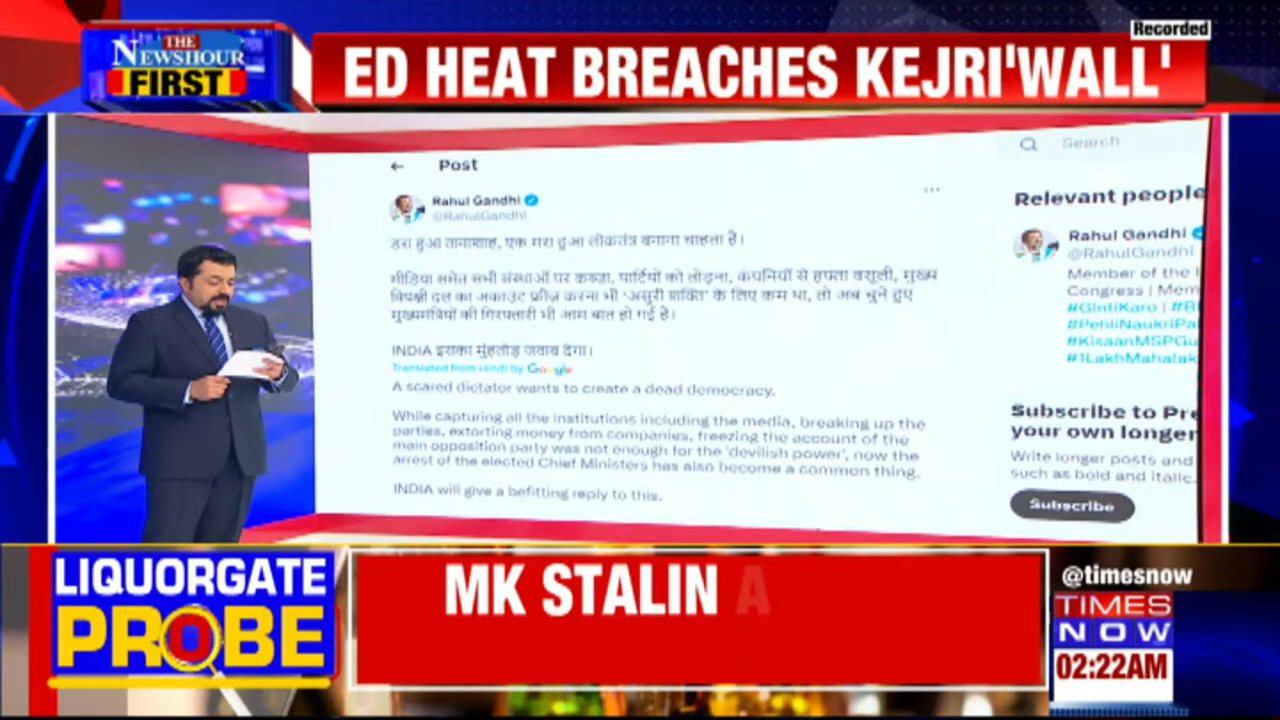 Recorded
THE
NEWSHOUR
FIRST
ED HEAT BREACHES KEJRI'WALL'
← Post
Rahul Gandhi
@RahulGandhi
डरा हुआ तानाशाह, एक मरा हुआ लोकतंत्र बनाना चाहता है।
मीडिया समेत सभी संस्थाओं पर कब्ज़ा, पार्टियों को तोड़ना, कंपनियों से हफ्ता वसूली, मुख्य
विपक्षी दल का अकाउंट फ्रीज़ करना भी 'असुरी शक्ति' के लिए कम था, तो अब चुने हुए
मुख्यमंत्रियों की गिरफ्तारी भी आम बात हो गई है।
INDIA इसका मुंहतोड़ जवाब देगा।
Translated from Hindi by Google
A scared dictator wants to create a dead democracy.
While capturing all the institutions including the media, breaking up the
parties, extorting money from companies, freezing the account of the
main opposition party was not enough for the 'devilish power', now the
arrest of the elected Chief Ministers has also become a common thing.
INDIA will give a befitting reply to this.
Search
Relevant people
Rahul Gandhi
@RahulGandhi
Member of the I
Congress | Mem
#GintiKaro | #B
#PehliNaukriPa
#KisaanMSPGu
#1LakhMahalak
Subscribe to Pre
your own longer
Write longer posts and
such as bold and italic.
Subscribe
LIQUORGATE
PROBE
MK STALIN A
@timesnow
TIMES
NOW
02:22AM